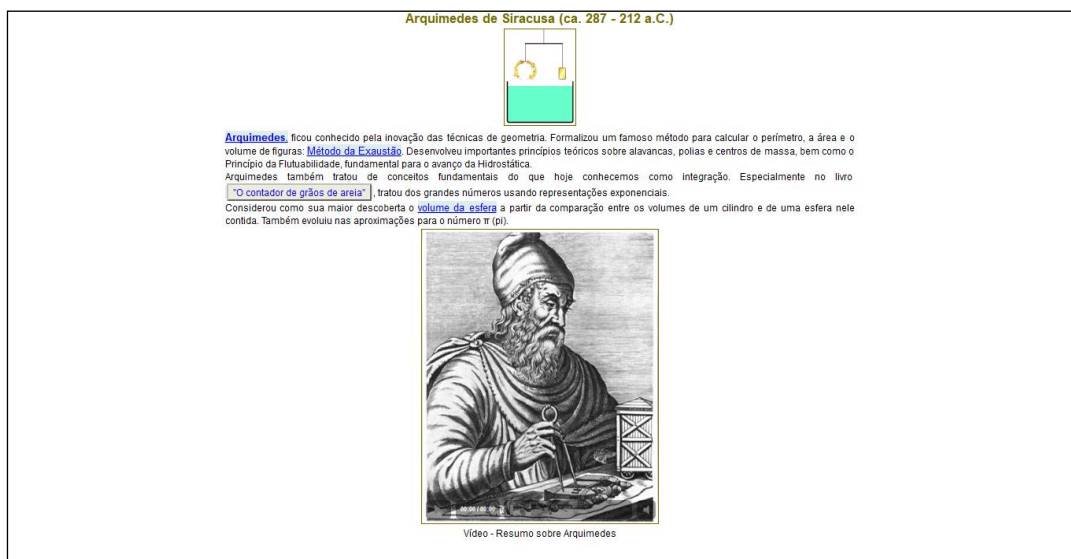 Arquimedes de Siracusa (ca. 287 - 212 a.C.)
Arquimedes, ficou conhecido pela inovação das técnicas de geometria. Formalizou um famoso método para calcular o perímetro, a área e o
volume de figuras: Método da Exaustão. Desenvolveu importantes princípios teóricos sobre alavancas, polias e centros de massa, bem como o
Princípio da Flutuabilidade, fundamental para o avanço da Hidrostática.
Arquimedes também tratou de conceitos fundamentais do que hoje conhecemos como integração. Especialmente no livro
"O contador de grãos de areia" , tratou dos grandes números usando representações exponenciais.
Considerou como sua maior descoberta o volume da esfera a partir da comparação entre os volumes de um cilindro e de uma esfera nele
contida. Também evoluiu nas aproximações para o número π (pi).
00:00 / 00:00
Vídeo - Resumo sobre Arquimedes